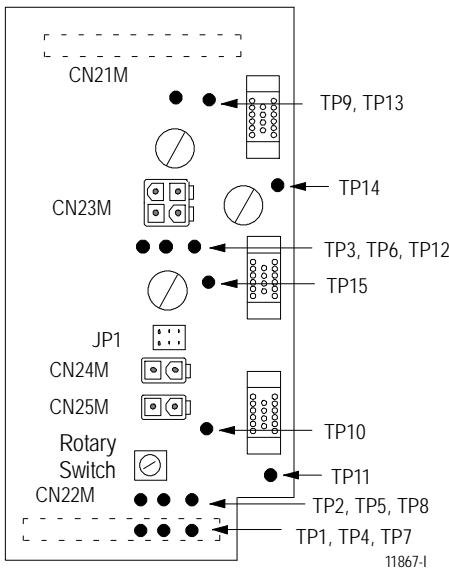 CN21M
TP9, TP13
TP14
CN23M
TP3, TP6, TP12
TP15
JP1
CN24M
CN25M
TP10
Rotary
Switch
TP11
CN22M
TP2, TP5, TP8
TP1, TP4, TP7
11867-I